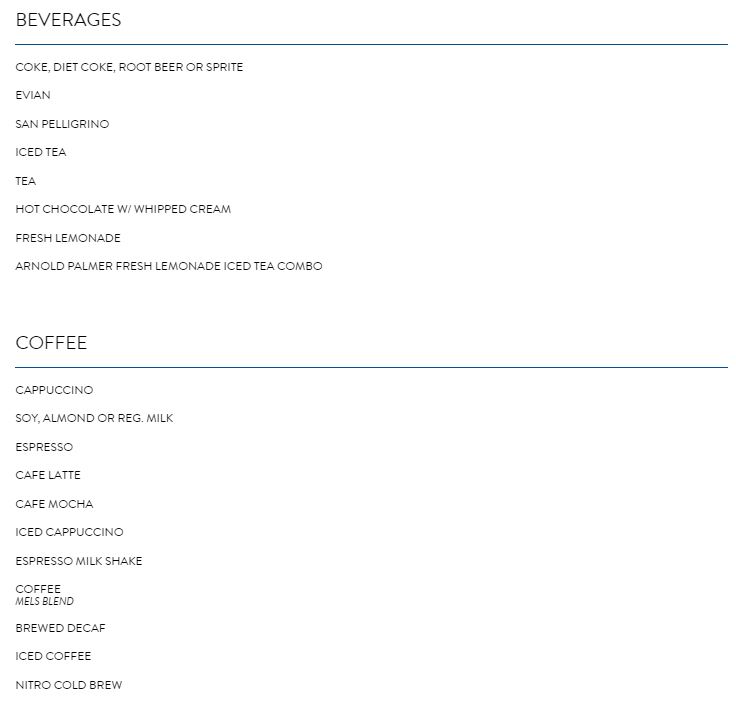 BEVERAGES
COKE, DIET COKE, ROOT BEER OR SPRITE
EVIAN
SAN PELLIGRINO
ICED TEA
TEA
HOT CHOCOLATE W/ WHIPPED CREAM
FRESH LEMONADE
ARNOLD PALMER FRESH LEMONADE ICED TEA COMBO
COFFEE
CAPPUCCINO
SOY, ALMOND OR REG. MILK
ESPRESSO
CAFE LATTE
CAFE MOCHA
ICED CAPPUCCINO
ESPRESSO MILK SHAKE
COFFEE
MELS BLEND
BREWED DECAF
ICED COFFEE
NITRO COLD BREW